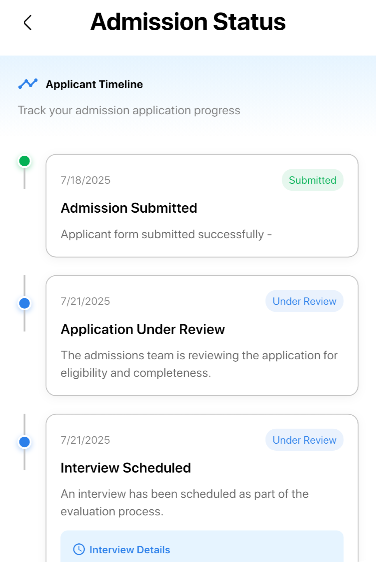 Admission Status
Applicant Timeline
Track your admission application progress
7/18/2025
Submitted
Admission Submitted
Applicant form submitted successfully -
7/21/2025
Under Review
Application Under Review
The admissions team is reviewing the application for
eligibility and completeness.
7/21/2025
Under Review
Interview Scheduled
An interview has been scheduled as part of the
evaluation process.
Interview Details